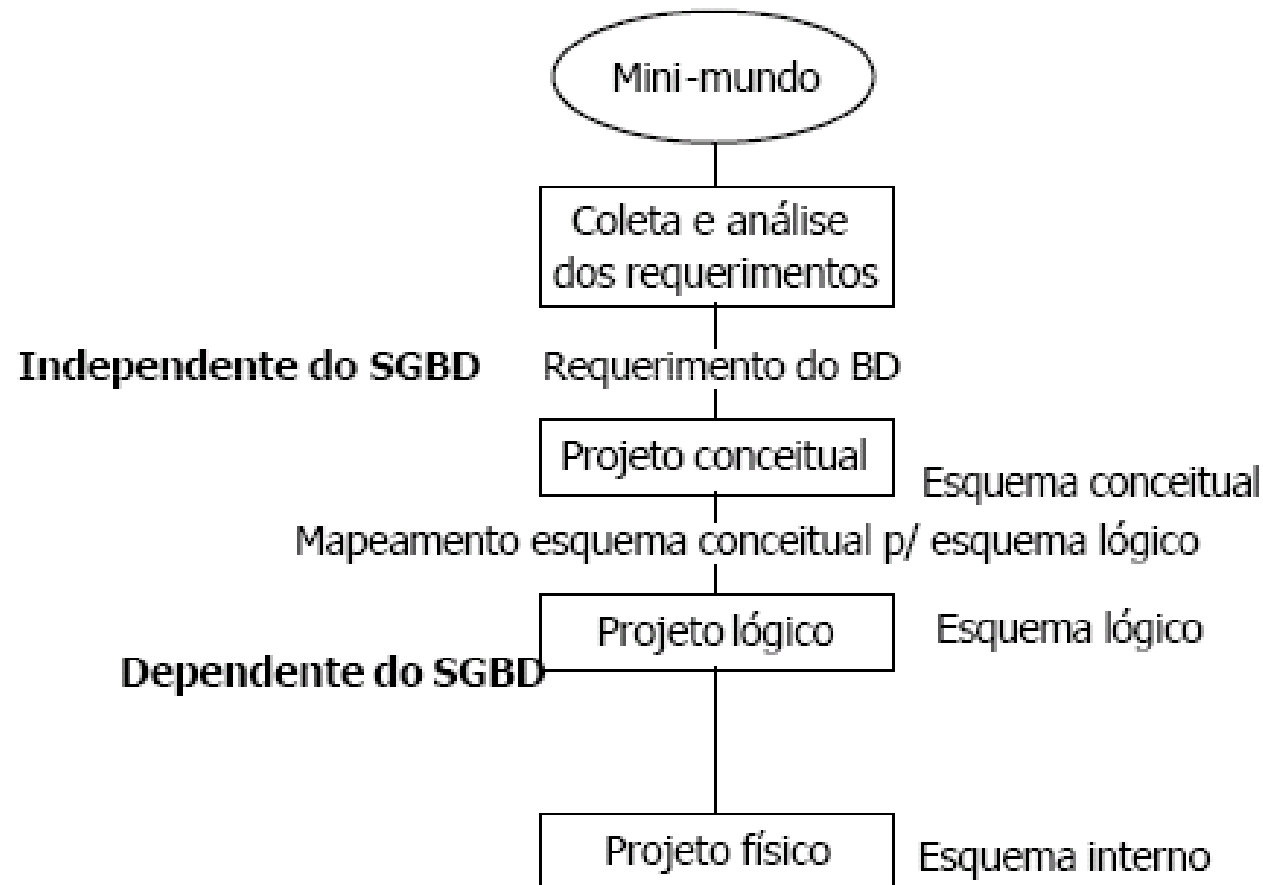 Mini-mundo
Coleta e análise
dos requerimentos
Independente do SGBD
Requerimento do BD
Projeto conceitual
Esquema conceitual
Mapeamento esquema conceitual p/ esquema lógico
Projeto lógico
Esquema lógico
Dependente do SGBD
Projeto físico
Esquema interno